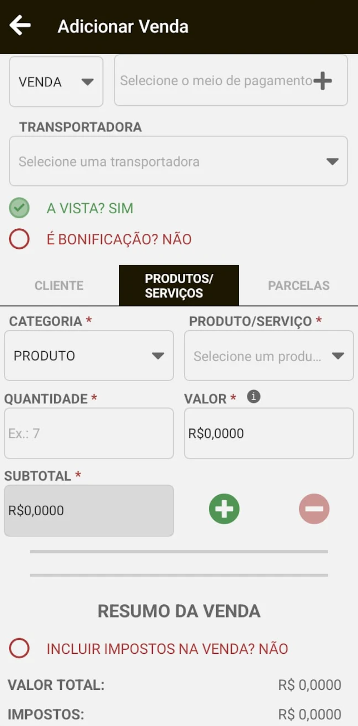 Adicionar Venda
VENDA
Selecione o meio de pagamento
TRANSPORTADORA
Selecione uma transportadora
A VISTA? SIM
É BONIFICAÇÃO? NÃO
CLIENTE
PRODUTOS/
SERVIÇOS
PARCELAS
CATEGORIA *
PRODUTO/SERVIÇO *
PRODUTO
Selecione um produ...
QUANTIDADE *
VALOR *
Ex.: 7
R$0,0000
SUBTOTAL *
R$0,0000
RESUMO DA VENDA
INCLUIR IMPOSTOS NA VENDA? NÃO
VALOR TOTAL: R$ 0,0000
IMPOSTOS: R$ 0,0000